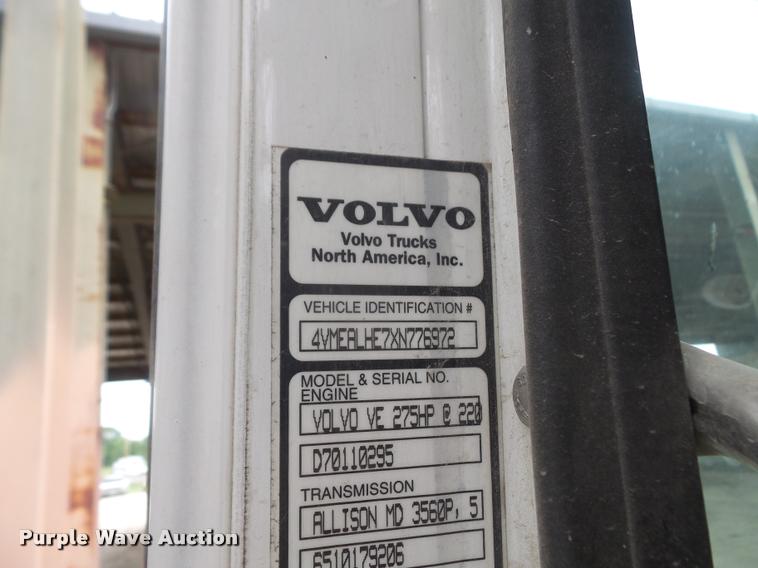 VOLVO
Volvo Trucks
North America, Inc.
VEHICLE IDENTIFICATION #
4VMEALHE7XN776972
MODEL & SERIAL NO.
ENGINE
VOLVO VE 275HP @ 220
D70110295
TRANSMISSION
ALLISON MD 3560P, 5
6510179206
Purple Wave Auction